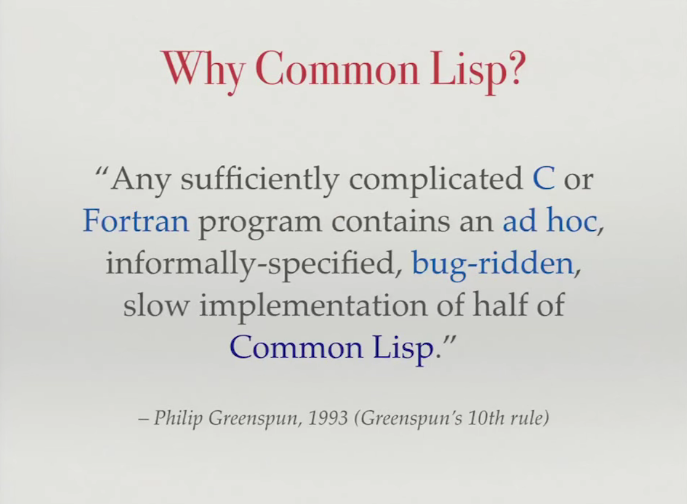 Why Common Lisp?
“Any sufficiently complicated C or
Fortran program contains an ad hoc,
informally-specified, bug-ridden,
slow implementation of half of
Common Lisp.”
– Philip Greenspun, 1993 (Greenspun’s 10th rule)